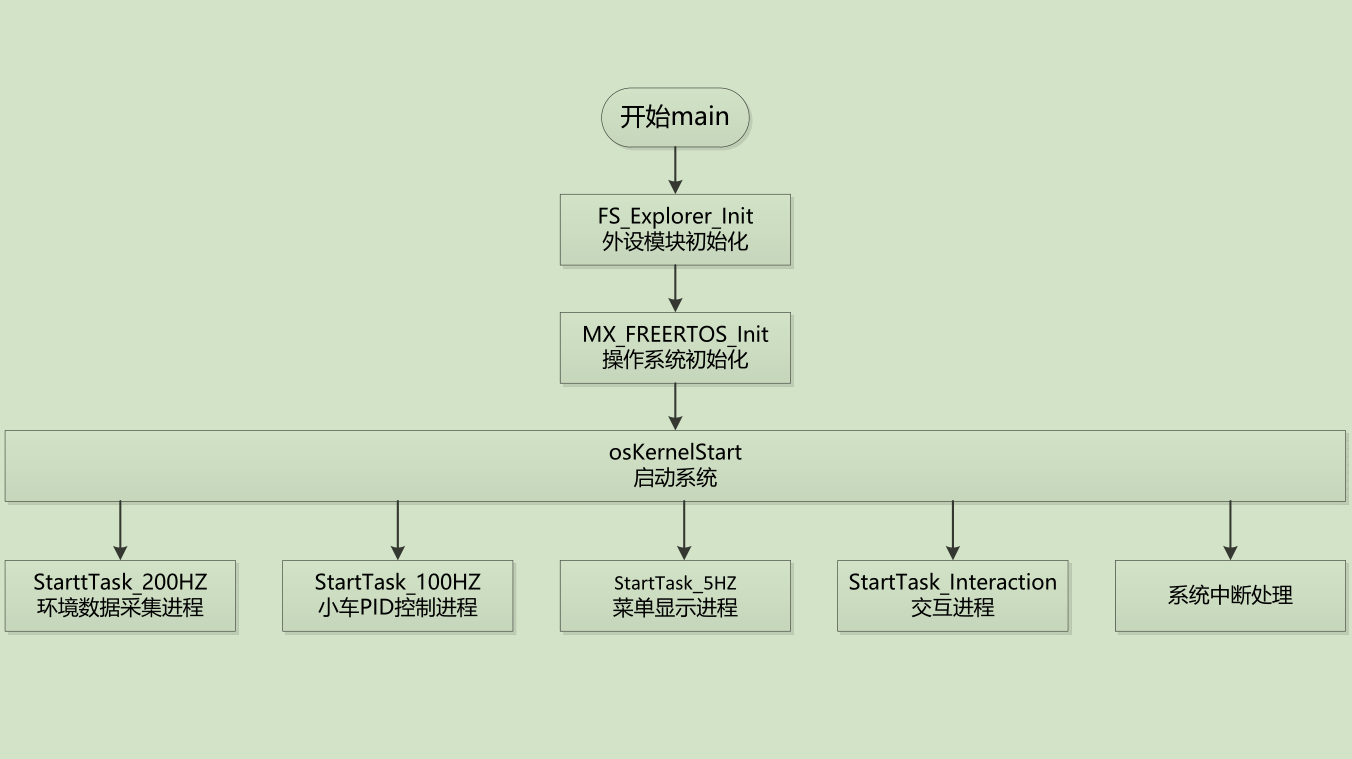 开始main
FS_Explorer_Init
外设模块初始化
MX_FREERTOS_Init
操作系统初始化
osKernelStart
启动系统
StarttTask_200HZ
环境数据采集进程
StartTask_100HZ
小车PID控制进程
StartTask_5HZ
菜单显示进程
StartTask_Interaction
交互进程
系统中断处理